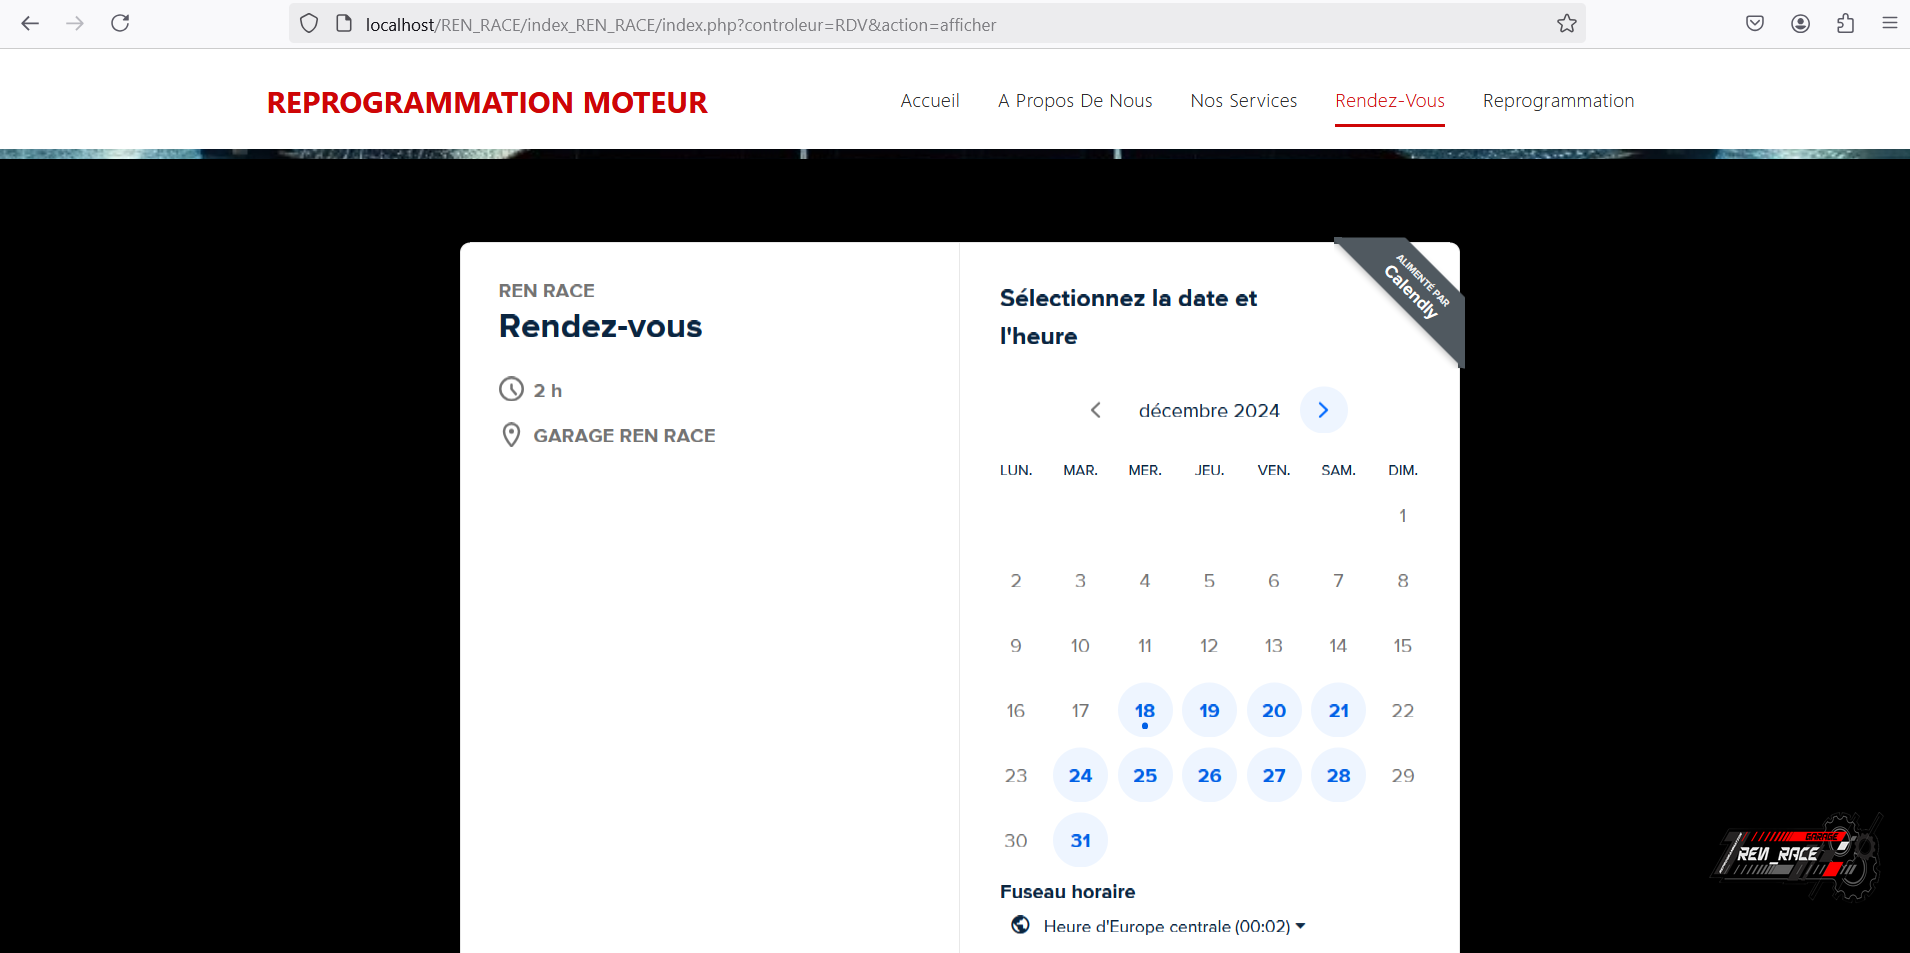 localhost/REN_RACE/index_REN_RACE/index.php?controleur=RDV&action=afficher
REPROGRAMMATION MOTEUR
Accueil A Propos De Nous Nos Services Rendez-Vous Reprogrammation
REN RACE
Rendez-vous
2 h
GARAGE REN RACE
ALIMENTÉ PAR
Calendly
Sélectionnez la date et
l'heure
décembre 2024
LUN. MAR. MER. JEU. VEN. SAM. DIM.
1
2 3 4 5 6 7 8
9 10 11 12 13 14 15
16 17 18 19 20 21 22
23 24 25 26 27 28 29
30 31
Fuseau horaire
Heure d'Europe centrale (00:02)
GARAGE
REN_RACE